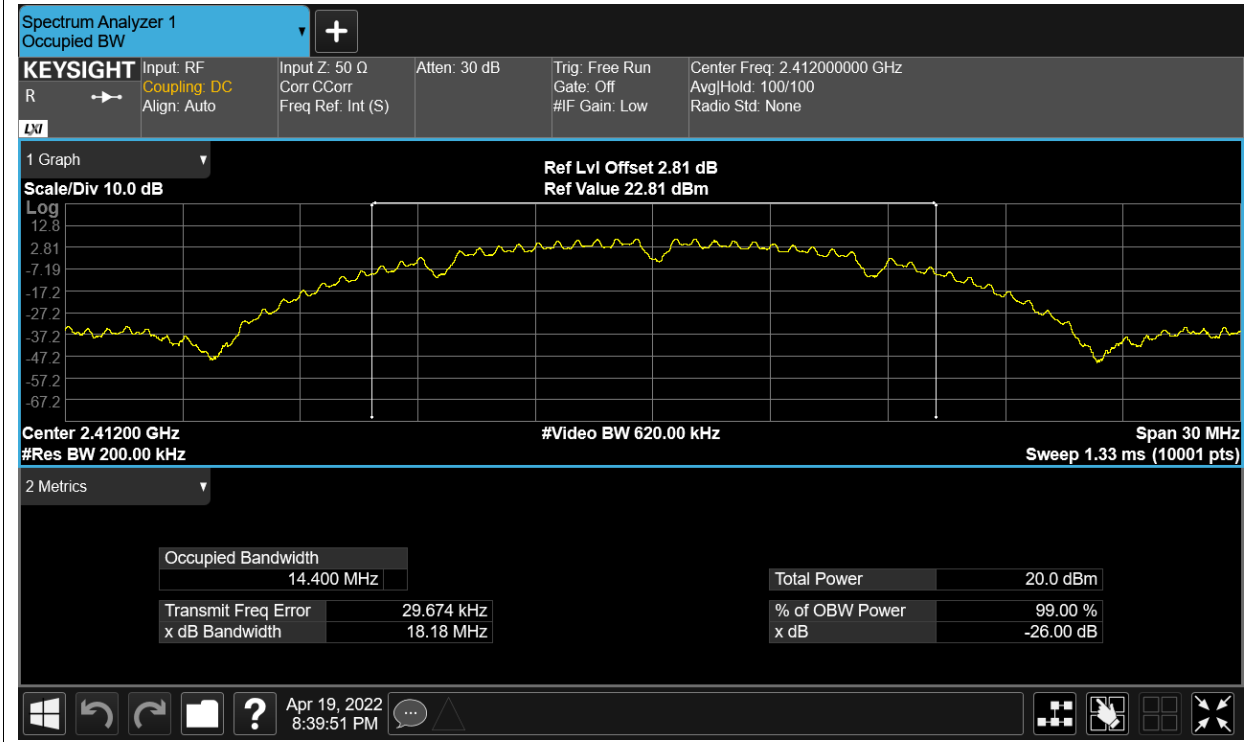 Spectrum Analyzer 1
Occupied BW
KEYSIGHT Input: RF Input Z: 50 Ω Atten: 30 dB Trig: Free Run Center Freq: 2.412000000 GHz
R Coupling: DC Corr CCorr Gate: Off Avg|Hold: 100/100
Align: Auto Freq Ref: Int (S) #IF Gain: Low Radio Std: None
LXI
1 Graph
Ref Lvl Offset 2.81 dB
Scale/Div 10.0 dB Ref Value 22.81 dBm
Log
12.8
2.81
-7.19
-17.2
-27.2
-37.2
-47.2
-57.2
-67.2
Center 2.41200 GHz #Video BW 620.00 kHz Span 30 MHz
#Res BW 200.00 kHz Sweep 1.33 ms (10001 pts)
2 Metrics
Occupied Bandwidth
14.400 MHz Total Power 20.0 dBm
Transmit Freq Error 29.674 kHz % of OBW Power 99.00 %
x dB Bandwidth 18.18 MHz x dB -26.00 dB
? Apr 19, 2022
8:39:51 PM